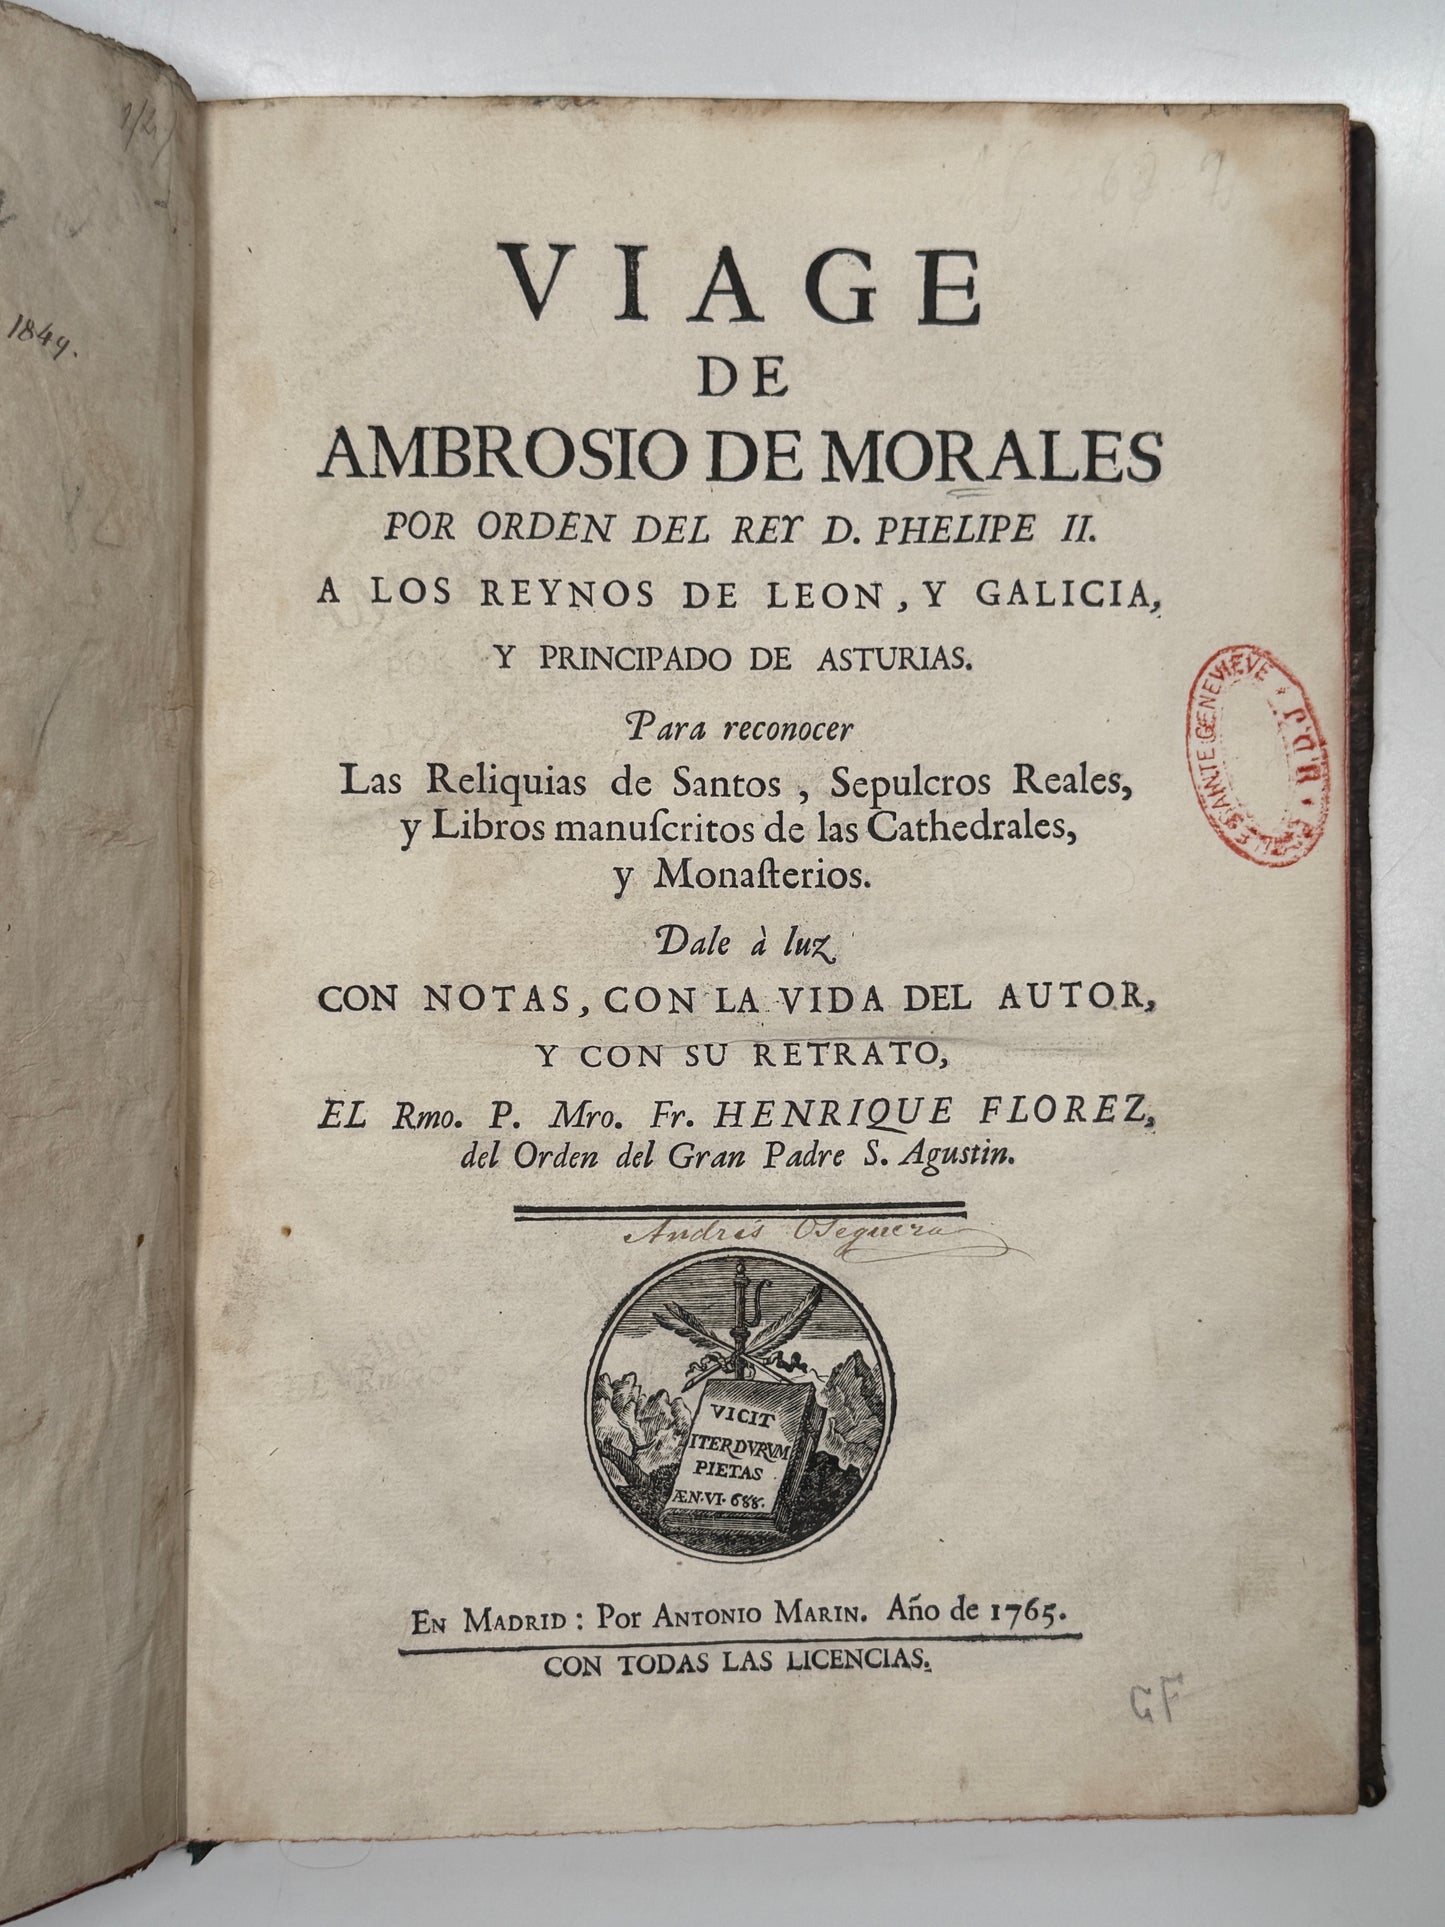 1849.
VIAGE
DE
AMBROSIO DE MORALES
POR ORDEN DEL REY D. PHELIPE II.
A LOS REYNOS DE LEON, Y GALICIA,
Y PRINCIPADO DE ASTURIAS.
Para reconocer
Las Reliquias de Santos, Sepulcros Reales,
y Libros manuſcritos de las Cathedrales,
y Monaſterios.
Dale à luz
CON NOTAS, CON LA VIDA DEL AUTOR,
Y CON SU RETRATO,
EL Rmo. P. Mro. Fr. HENRIQUE FLOREZ,
del Orden del Gran Padre S. Agustin.
Andrés Oseguera
VICIT
ITER DVRVM
PIETAS
ÆN. VI. 688.
EN MADRID: Por ANTONIO MARIN. Año de 1765.
CON TODAS LAS LICENCIAS.
SAINTE GENEVIEVE